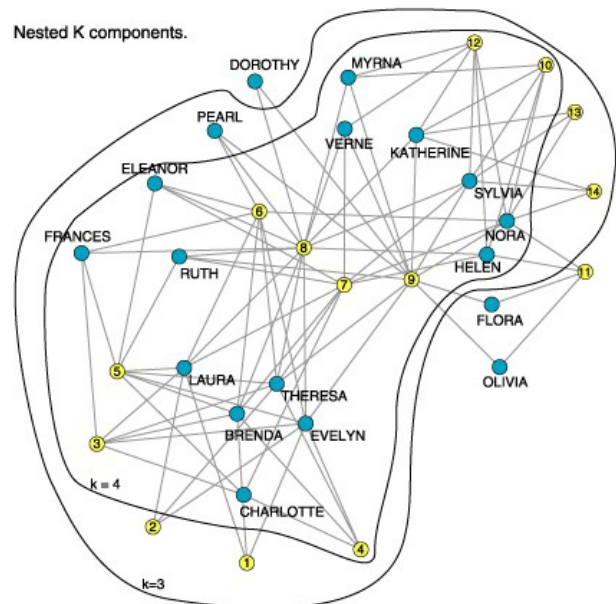 Nested K components.
12
DOROTHY
MYRNA
10
13
PEARL
VERNE
KATHERINE
ELEANOR
SYLVIA
14
6
NORA
FRANCES
8
RUTH
HELEN
7
9
11
FLORA
5
LAURA
OLIVIA
THERESA
BRENDA
EVELYN
3
k = 4
CHARLOTTE
2
4
1
k=3